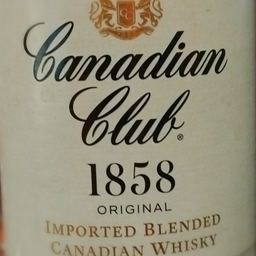 Canadian
Club®
1858
ORIGINAL
IMPORTED BLENDED
CANADIAN WHISKY